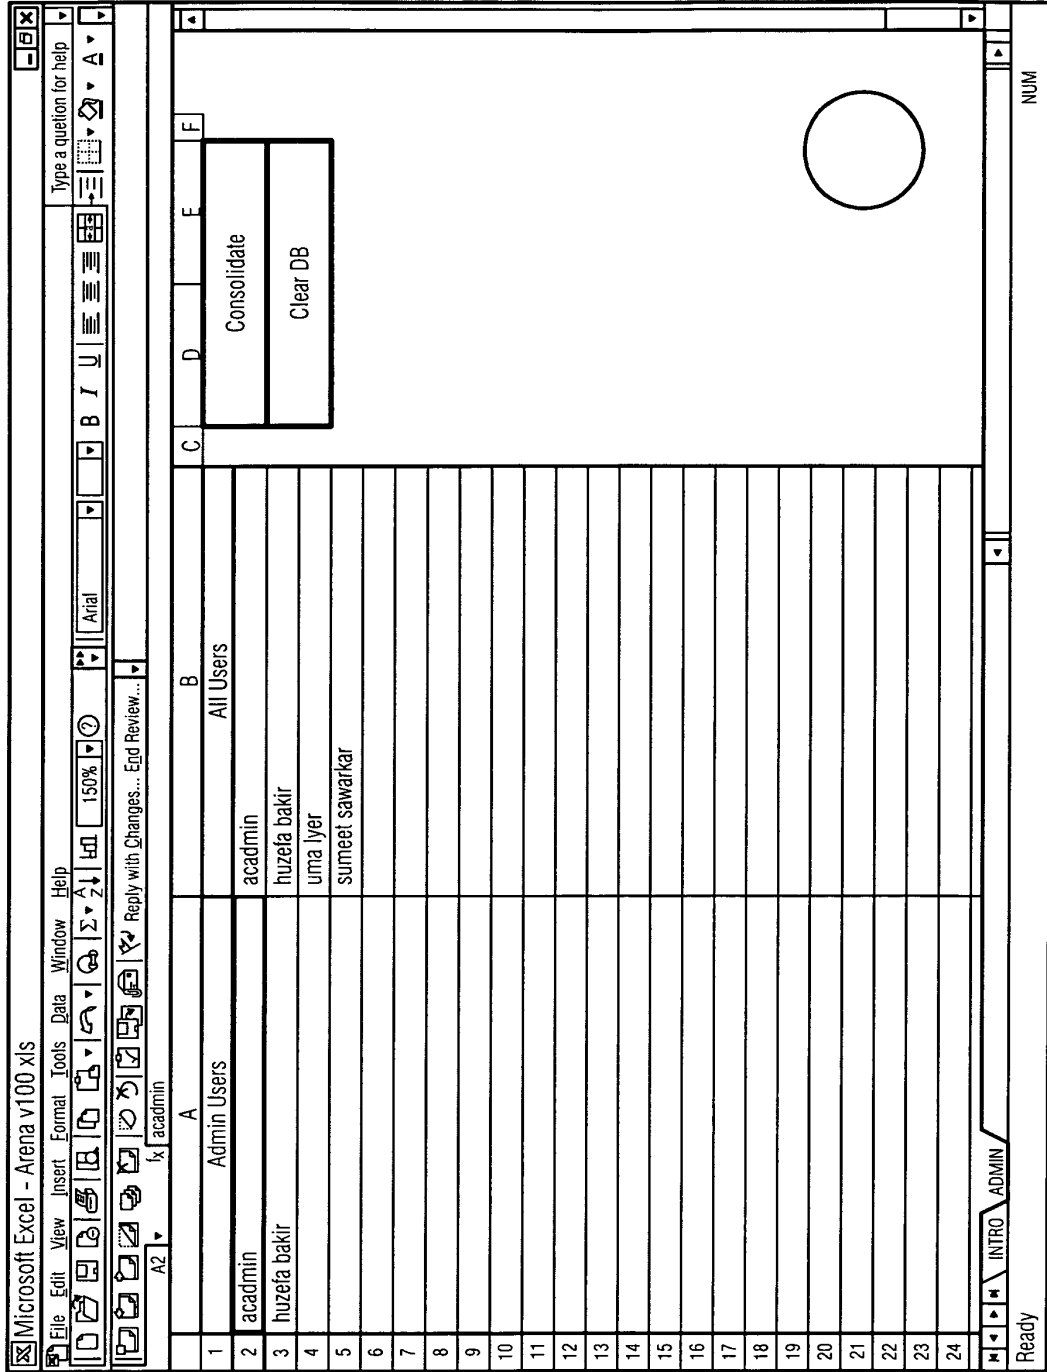 Microsoft Excel - Arena v100 xls
File Edit View Insert Format Tools Data Window Help Type a quetion for help
150% Arial B I U A
Reply with Changes... End Review...
A2 fx acadmin
A B C D E F
1 Admin Users All Users Consolidate
2 acadmin acadmin
3 huzefa bakir huzefa bakir Clear DB
4 uma Iyer
5 sumeet sawarkar
6
7
8
9
10
11
12
13
14
15
16
17
18
19
20
21
22
23
24
INTRO ADMIN
Ready NUM